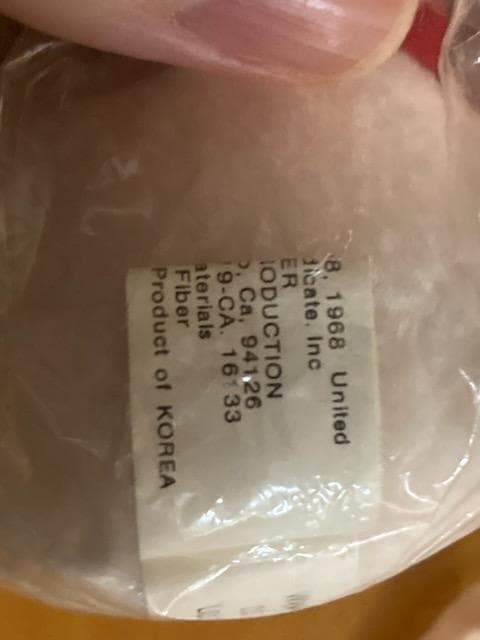 8, 1968 United
dicate. Inc
ER
ODUCTION
, Ca, 94126
9-CA. 16133
aterials
Fiber
Product of KOREA